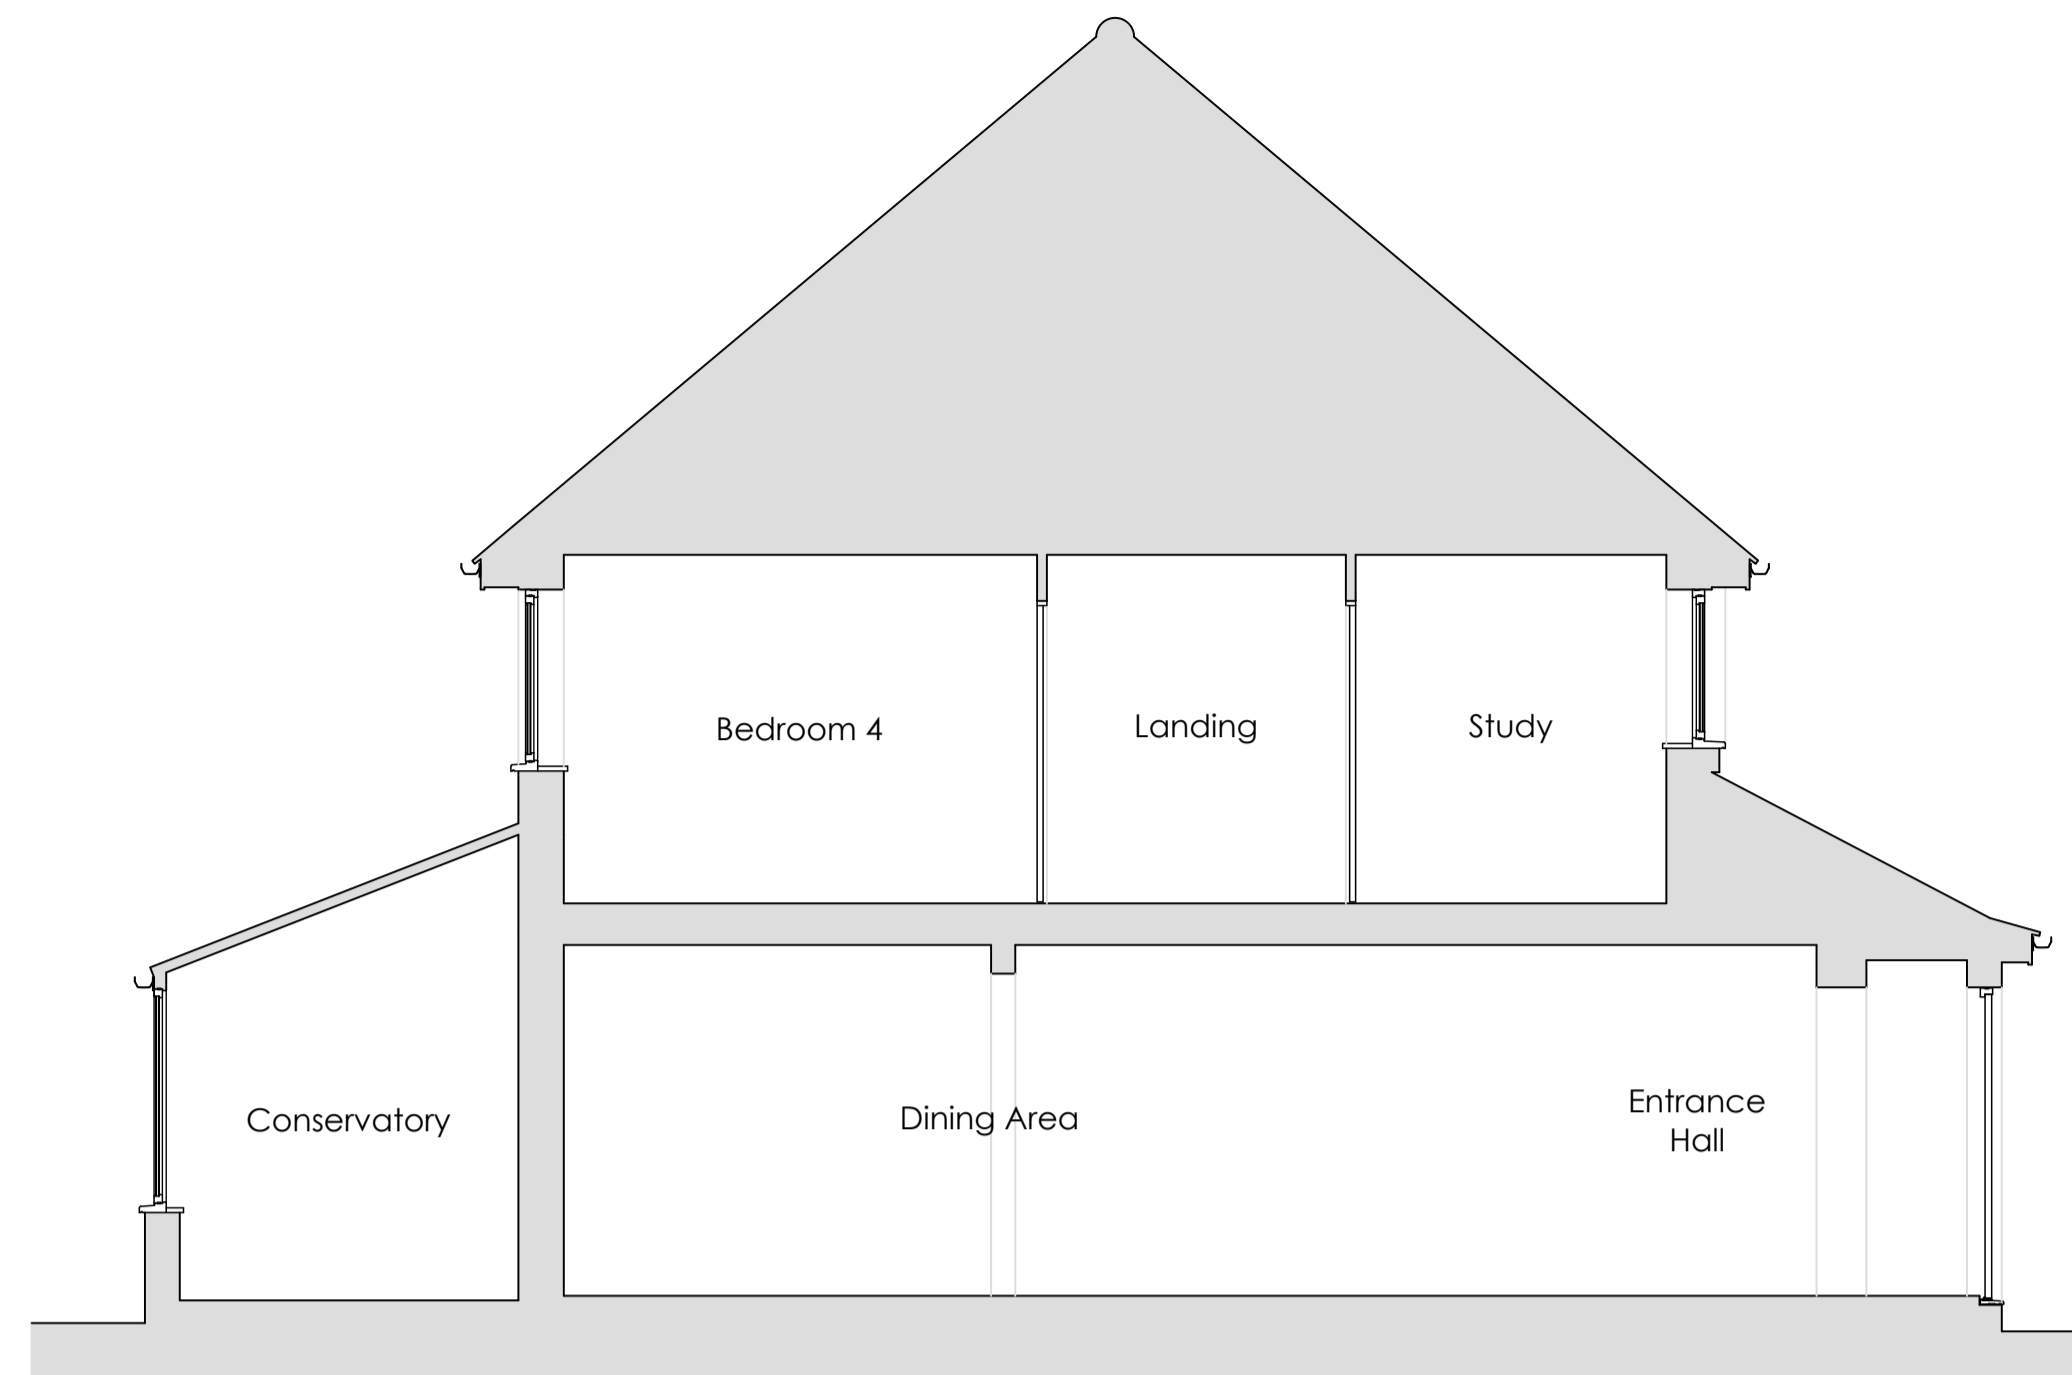 Bedroom 4
Landing
Study
Conservatory
Dining Area
Entrance
Hall